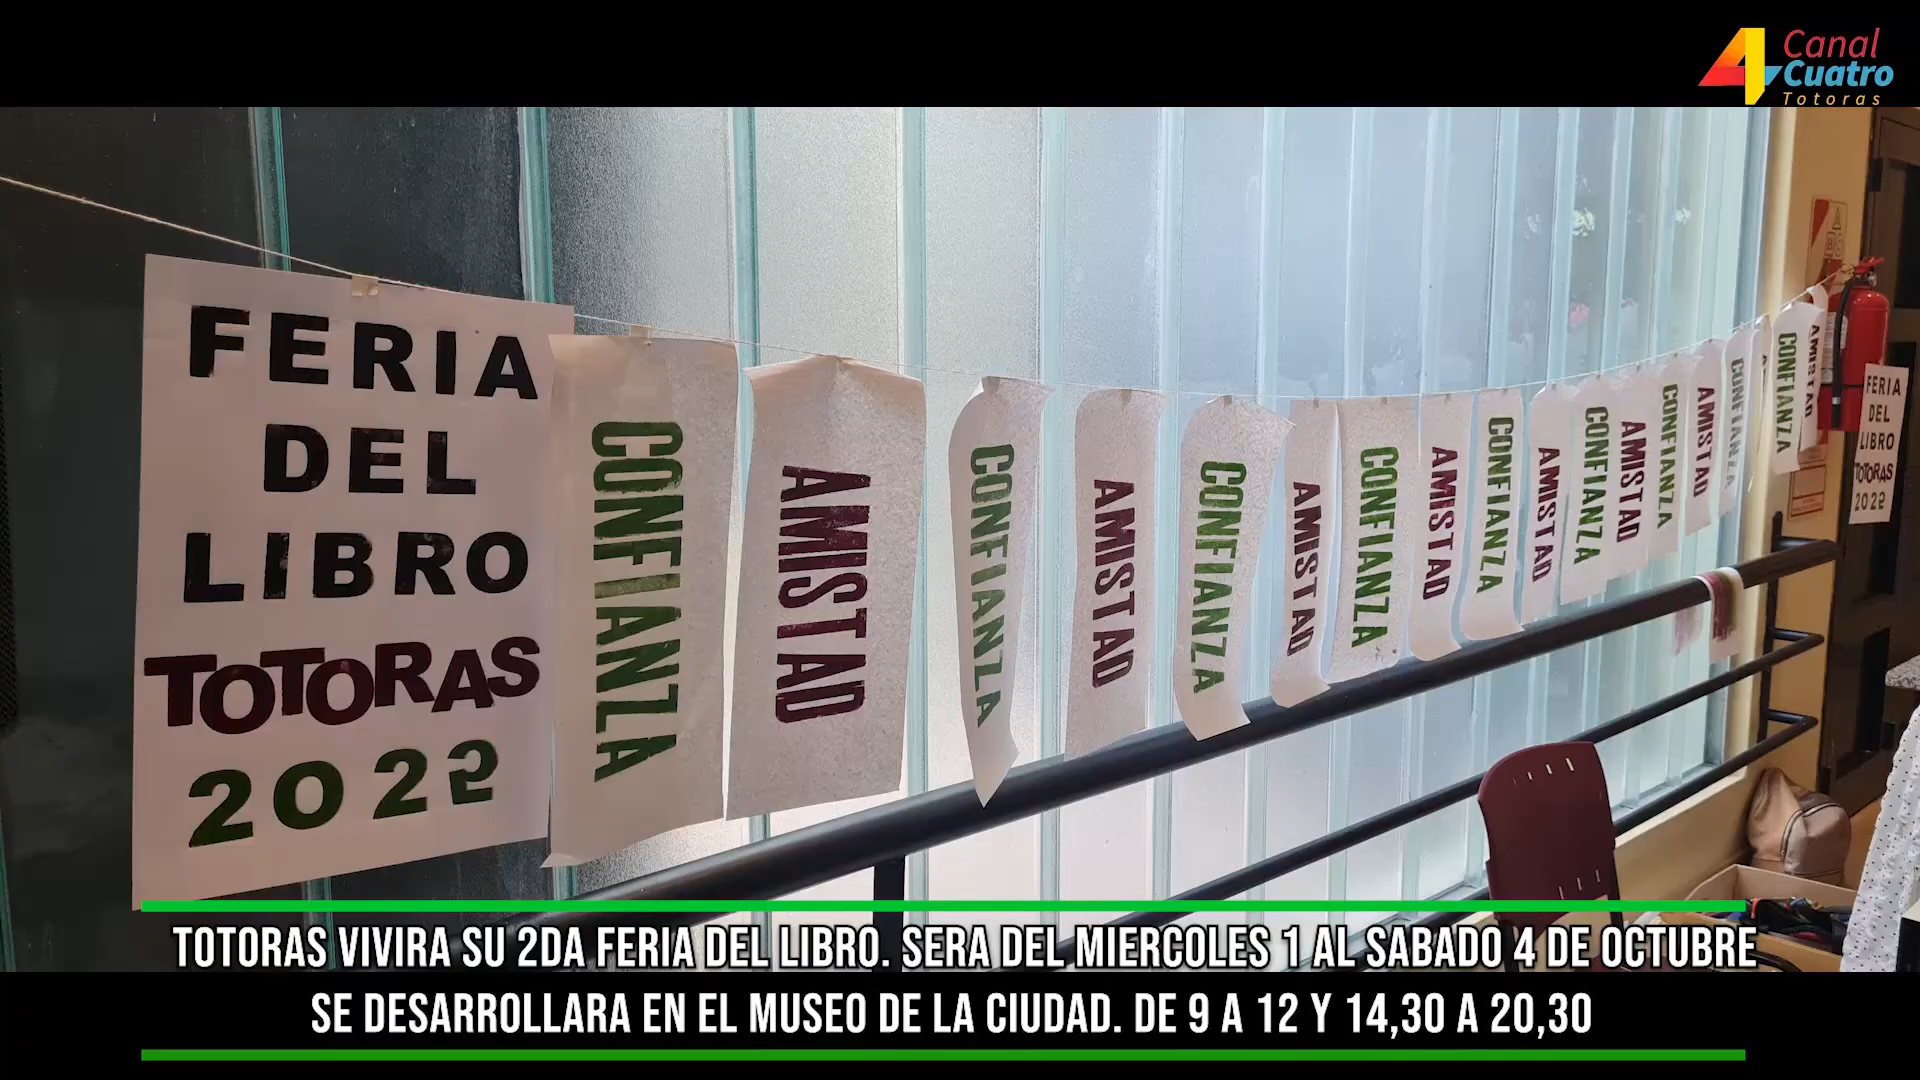 4 Canal
Cuatro
Totoras
FERIA
DEL
LIBRO
TOTORAS
2022
CONFIANZA
AMISTAD
CONFIANZA
AMISTAD
CONFIANZA
AMISTAD
CONFIANZA
AMISTAD
CONFIANZA
AMISTAD
CONFIANZA
AMISTAD
CONFIANZA
AMISTAD
CONFIANZA
CONFIANZA
AMISTAD
FERIA
DEL
LIBRO
TOTORAS
2022
TOTORAS VIVIRA SU 2DA FERIA DEL LIBRO. SERA DEL MIERCOLES 1 AL SABADO 4 DE OCTUBRE
SE DESARROLLARA EN EL MUSEO DE LA CIUDAD. DE 9 A 12 Y 14,30 A 20,30